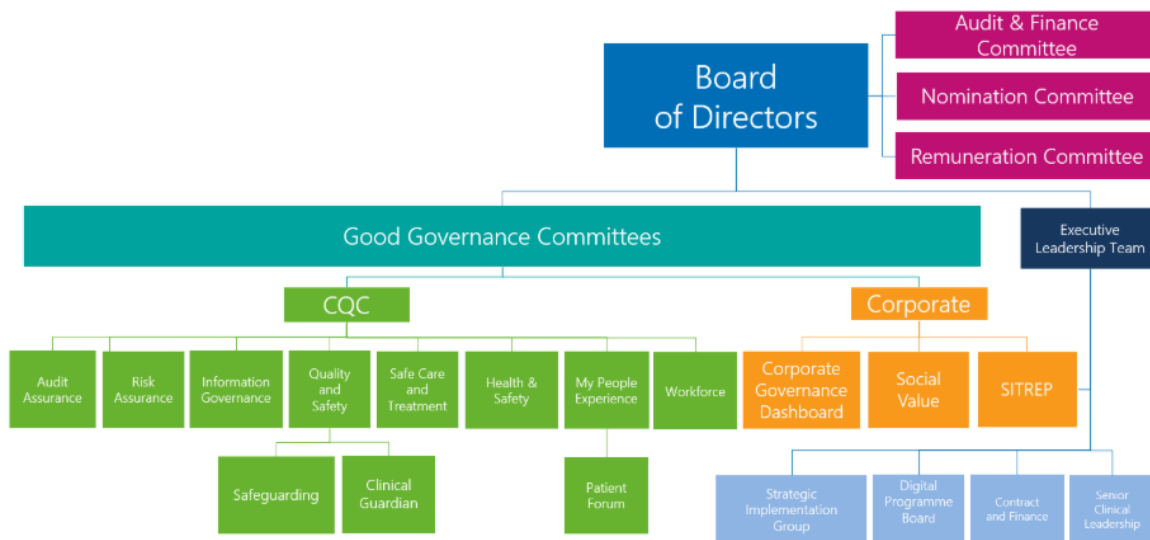 Audit & Finance
Committee
Board
of Directors
Nomination Committee
Remuneration Committee
Good Governance Committees
Executive
Leadership Team
CQC
Corporate
Audit
Assurance
Risk
Assurance
Information
Governance
Quality
and
Safety
Safe Care
and
Treatment
Health &
Safety
My People
Experience
Workforce
Corporate
Governance
Dashboard
Social
Value
SITREP
Safeguarding
Clinical
Guardian
Patient
Forum
Strategic
Implementation
Group
Digital
Programme
Board
Contract
and Finance
Senior
Clinical
Leadership